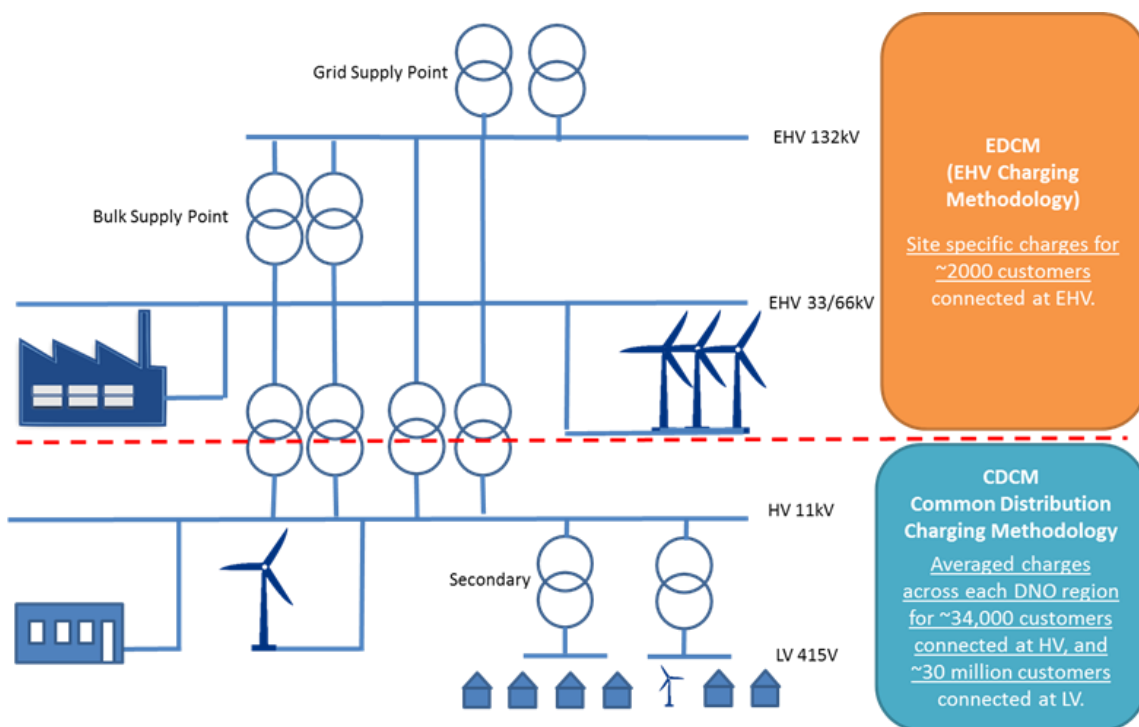 Grid Supply Point
EHV 132kV
Bulk Supply Point
EHV 33/66kV
HV 11kV
Secondary
LV 415V
EDCM
(EHV Charging
Methodology)
Site specific charges for
~2000 customers
connected at EHV.
CDCM
Common Distribution
Charging Methodology
Averaged charges
across each DNO region
for ~34,000 customers
connected at HV, and
~30 million customers
connected at LV.